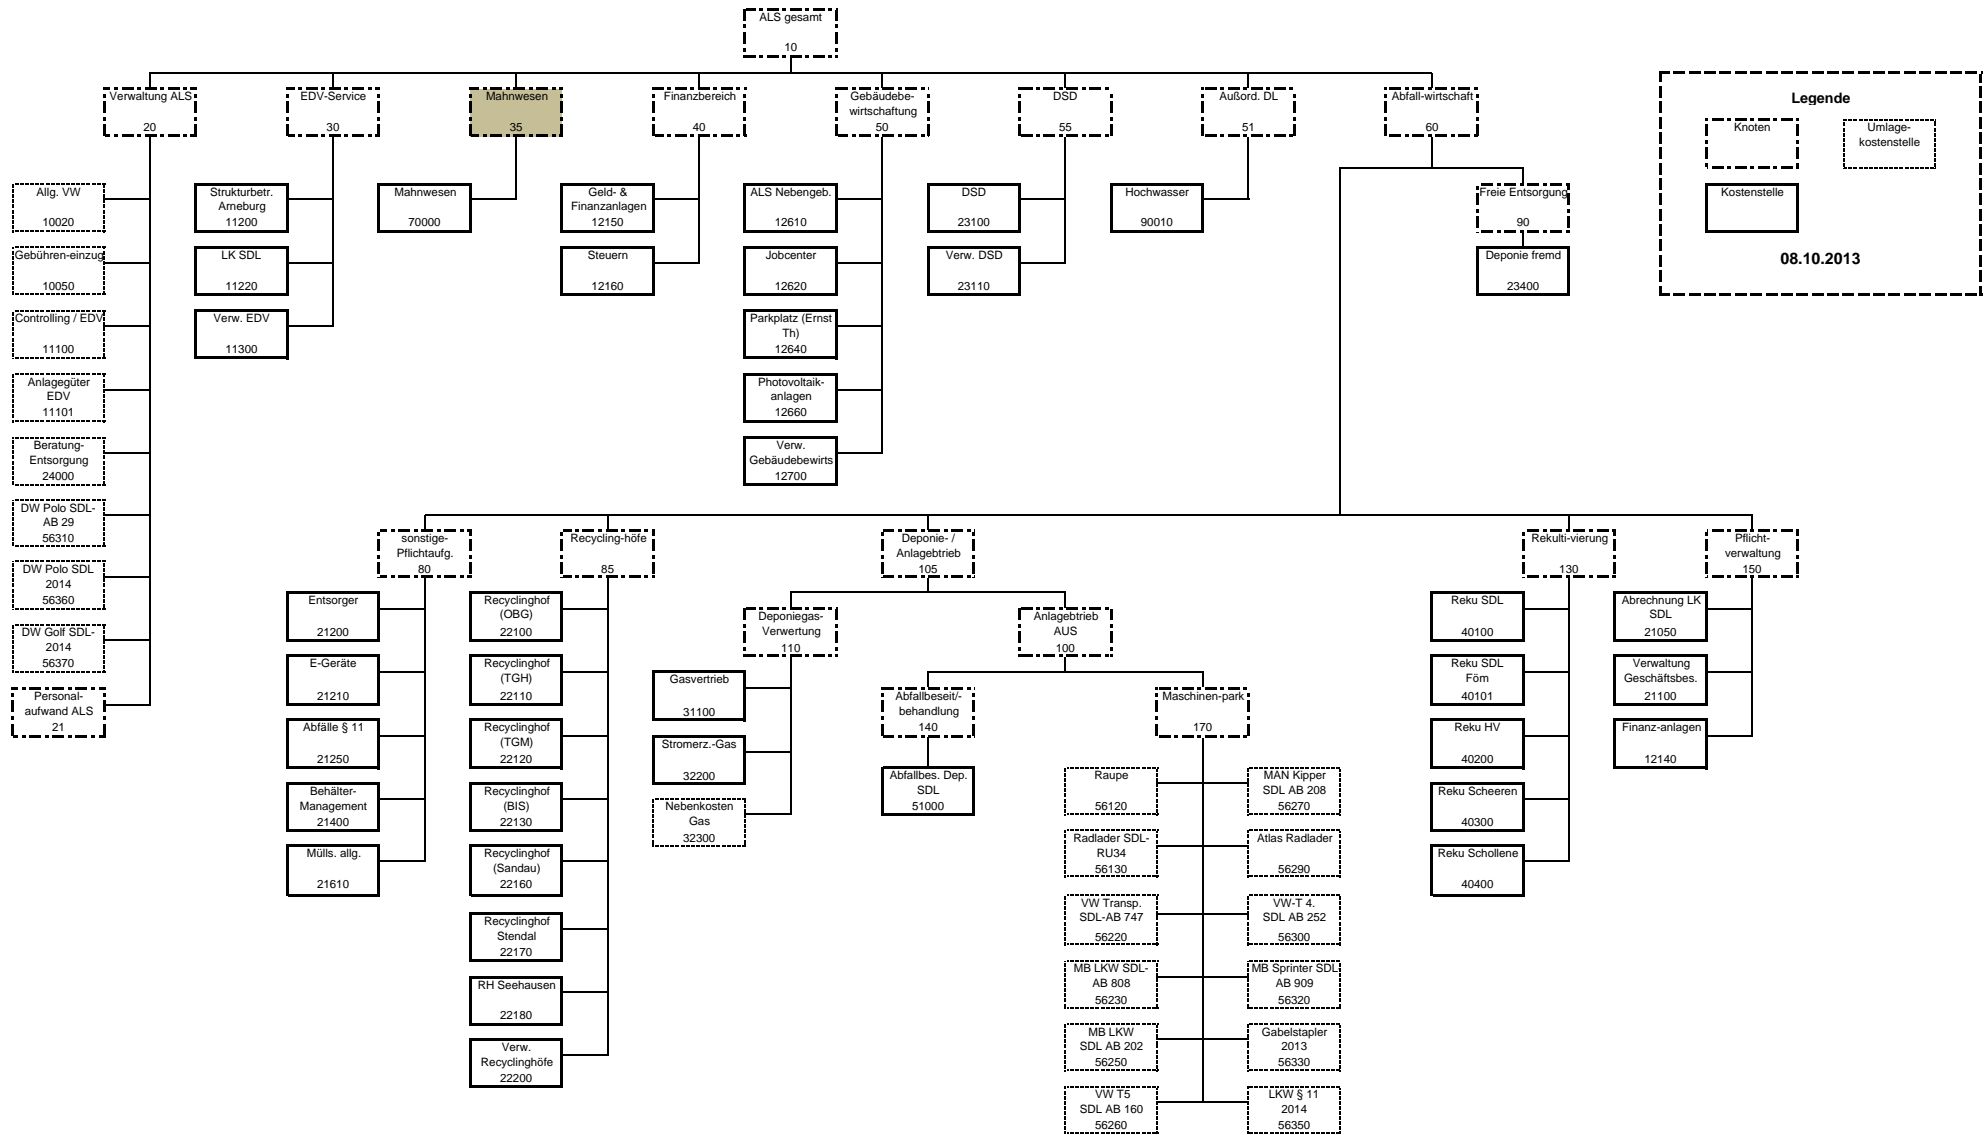 ALS gesamt
10
Verwaltung ALS
20
EDV-Service
30
Mahnwesen
35
Finanzbereich
40
Gebäudebe-
wirtschaftung
50
DSD
55
Außord. DL
51
Abfall-wirtschaft
60
Legende
Knoten
Umlage-
kostenstelle
Kostenstelle
08.10.2013
Allg. VW
10020
Gebühren-einzug
10050
Controlling / EDV
11100
Anlagegüter
EDV
11101
Beratung-
Entsorgung
24000
DW Polo SDL-
AB 29
56310
DW Polo SDL
2014
56360
DW Golf SDL-
2014
56370
Personal-
aufwand ALS
21
Strukturbetr.
Arneburg
11200
LK SDL
11220
Verw. EDV
11300
Mahnwesen
70000
Geld- &
Finanzanlagen
12150
Steuern
12160
ALS Nebengeb.
12610
Jobcenter
12620
Parkplatz (Ernst
Th)
12640
Photovoltaik-
anlagen
12660
Verw.
Gebäudebewirts
12700
DSD
23100
Verw. DSD
23110
Hochwasser
90010
Freie Entsorgung
90
Deponie fremd
23400
sonstige-
Pflichtaufg.
80
Recycling-höfe
85
Deponie- /
Anlagebtrieb
105
Rekulti-vierung
130
Pflicht-
verwaltung
150
Entsorger
21200
E-Geräte
21210
Abfälle § 11
21250
Behälter-
Management
21400
Mülls. allg.
21610
Recyclinghof
(OBG)
22100
Recyclinghof
(TGH)
22110
Recyclinghof
(TGM)
22120
Recyclinghof
(BIS)
22130
Recyclinghof
(Sandau)
22160
Recyclinghof
Stendal
22170
RH Seehausen
22180
Verw.
Recyclinghöfe
22200
Deponiegas-
Verwertung
110
Anlagebtrieb
AUS
100
Gasvertrieb
31100
Stromerz.-Gas
32200
Nebenkosten
Gas
32300
Abfallbeseit/-
behandlung
140
Abfallbes. Dep.
SDL
51000
Maschinen-park
170
Raupe
56120
MAN Kipper
SDL AB 208
56270
Radlader SDL-
RU34
56130
Atlas Radlader
56290
VW Transp.
SDL-AB 747
56220
VW-T 4.
SDL AB 252
56300
MB LKW SDL-
AB 808
56230
MB Sprinter SDL
AB 909
56320
MB LKW
SDL AB 202
56250
Gabelstapler
2013
56330
VW T5
SDL AB 160
56260
LKW § 11
2014
56350
Reku SDL
40100
Reku SDL
Föm
40101
Reku HV
40200
Reku Scheeren
40300
Reku Schollene
40400
Abrechnung LK
SDL
21050
Verwaltung
Geschäftsbes.
21100
Finanz-anlagen
12140